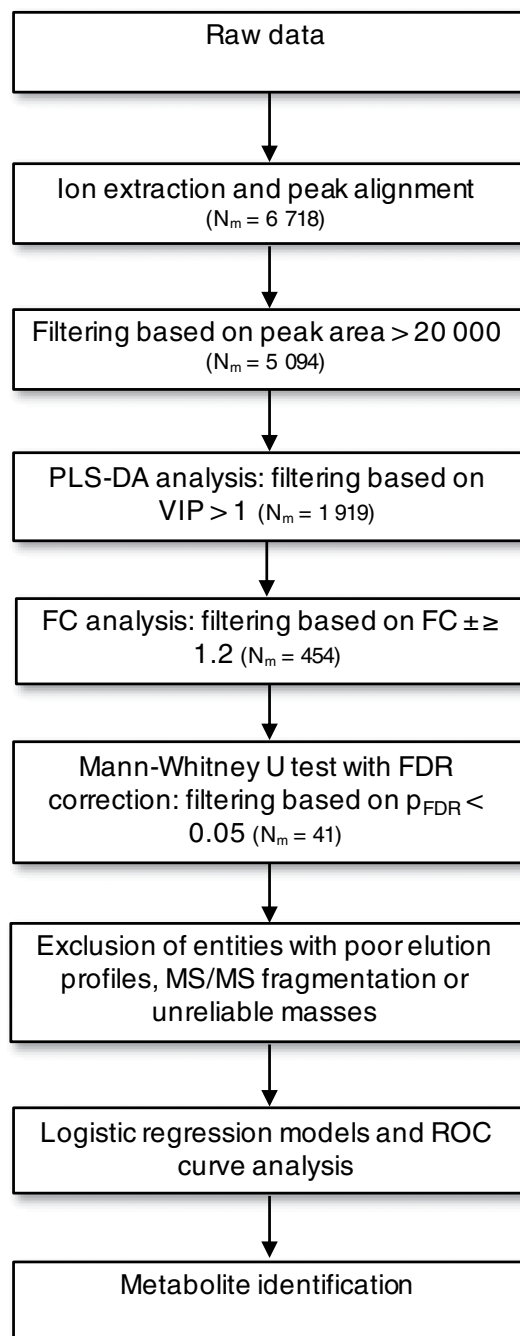 Raw data
Ion extraction and peak alignment
(Nm = 6 718)
Filtering based on peak area > 20 000
(Nm = 5 094)
PLS-DA analysis: filtering based on
VIP > 1 (Nm = 1 919)
FC analysis: filtering based on FC ± ≥
1.2 (Nm = 454)
Mann-Whitney U test with FDR
correction: filtering based on pFDR <
0.05 (Nm = 41)
Exclusion of entities with poor elution
profiles, MS/MS fragmentation or
unreliable masses
Logistic regression models and ROC
curve analysis
Metabolite identification